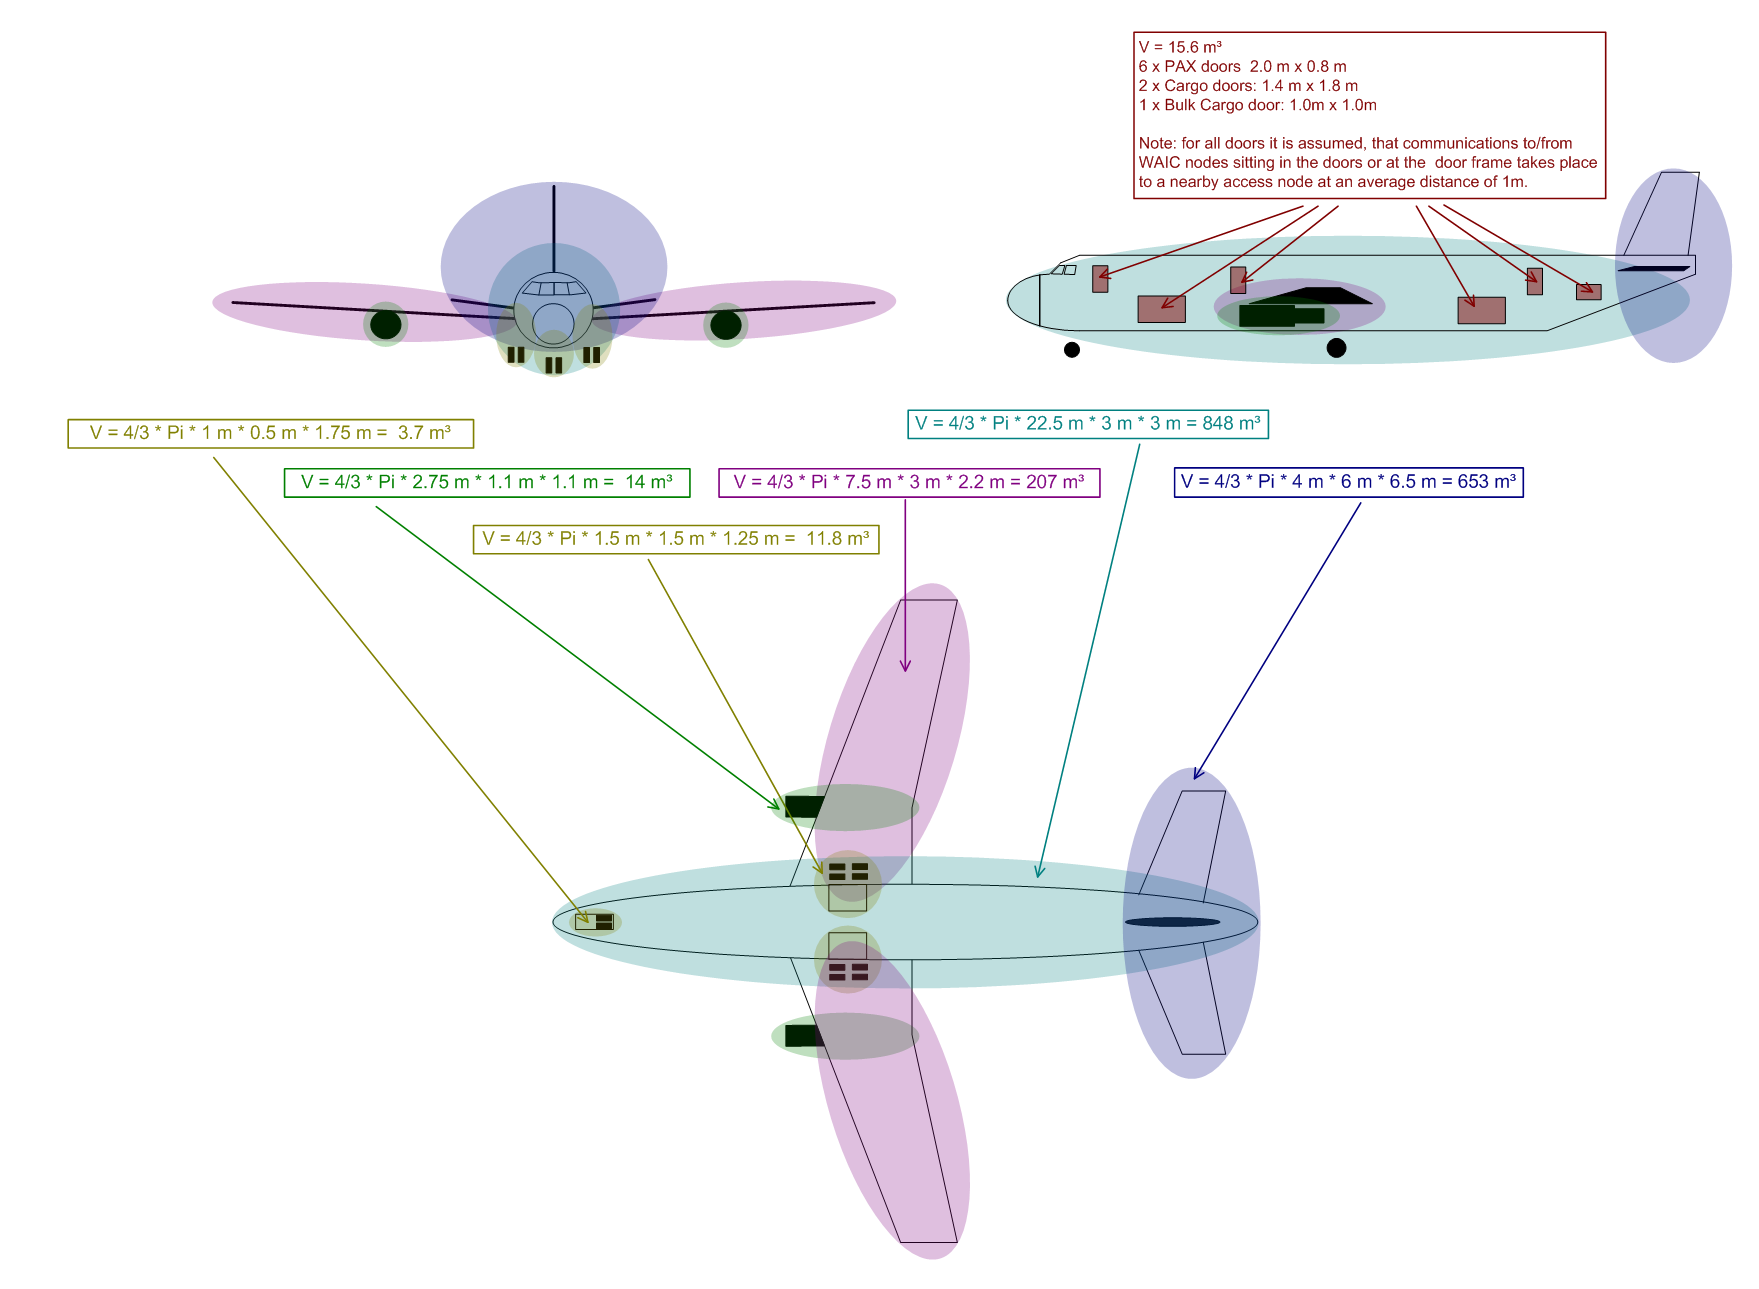 V = 15.6 m³
6 x PAX doors  2.0 m x 0.8 m
2 x Cargo doors: 1.4 m x 1.8 m
1 x Bulk Cargo door: 1.0m x 1.0m
Note: for all doors it is assumed, that communications to/from
WAIC nodes sitting in the doors or at the  door frame takes place
to a nearby access node at an average distance of 1m.
V = 4/3 * Pi * 1 m * 0.5 m * 1.75 m =  3.7 m³
V = 4/3 * Pi * 22.5 m * 3 m * 3 m = 848 m³
V = 4/3 * Pi * 2.75 m * 1.1 m * 1.1 m =  14 m³
V = 4/3 * Pi * 7.5 m * 3 m * 2.2 m = 207 m³
V = 4/3 * Pi * 4 m * 6 m * 6.5 m = 653 m³
V = 4/3 * Pi * 1.5 m * 1.5 m * 1.25 m =  11.8 m³